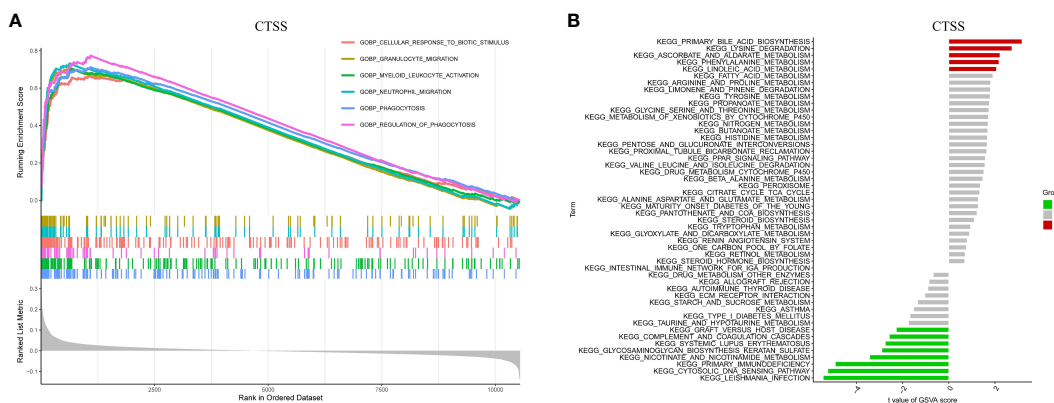 A
CTSS
0.8
0.6
0.4
0.2
0.0
Running Enrichment Score
GOBP_CELLULAR_RESPONSE_TO_BIOTIC_STIMULUS
GOBP_GRANULOCYTE_MIGRATION
GOBP_MYELOID_LEUKOCYTE_ACTIVATION
GOBP_NEUTROPHIL_MIGRATION
GOBP_PHAGOCYTOSIS
GOBP_REGULATION_OF_PHAGOCYTOSIS
0.3
0.2
0.1
0.0
-0.1
Ranked List Metric
2500
5000
7500
10000
Rank in Ordered Dataset
B
CTSS
KEGG_PRIMARY_BILE_ACID_BIOSYNTHESIS
KEGG_LYSINE_DEGRADATION
KEGG_ASCORBATE_AND_ALDARATE_METABOLISM
KEGG_PHENYLALANINE_METABOLISM
KEGG_LINOLEIC_ACID_METABOLISM
KEGG_FATTY_ACID_METABOLISM
KEGG_ARGININE_AND_PROLINE_METABOLISM
KEGG_LIMONENE_AND_PINENE_DEGRADATION
KEGG_TYROSINE_METABOLISM
KEGG_PROPANOATE_METABOLISM
KEGG_GLYCINE_SERINE_AND_THREONINE_METABOLISM
KEGG_METABOLISM_OF_XENOBIOTICS_BY_CYTOCHROME_P450
KEGG_NITROGEN_METABOLISM
KEGG_BUTANOATE_METABOLISM
KEGG_HISTIDINE_METABOLISM
KEGG_PENTOSE_AND_GLUCURONATE_INTERCONVERSIONS
KEGG_PROXIMAL_TUBULE_BICARBONATE_RECLAMATION
KEGG_PPAR_SIGNALING_PATHWAY
KEGG_VALINE_LEUCINE_AND_ISOLEUCINE_DEGRADATION
KEGG_DRUG_METABOLISM_CYTOCHROME_P450
KEGG_BETA_ALANINE_METABOLISM
KEGG_PEROXISOME
KEGG_CITRATE_CYCLE_TCA_CYCLE
KEGG_ALANINE_ASPARTATE_AND_GLUTAMATE_METABOLISM
KEGG_MATURITY_ONSET_DIABETES_OF_THE_YOUNG
KEGG_PANTOTHENATE_AND_COA_BIOSYNTHESIS
KEGG_STEROID_BIOSYNTHESIS
KEGG_TRYPTOPHAN_METABOLISM
KEGG_GLYOXYLATE_AND_DICARBOXYLATE_METABOLISM
KEGG_RENIN_ANGIOTENSIN_SYSTEM
KEGG_ONE_CARBON_POOL_BY_FOLATE
KEGG_RETINOL_METABOLISM
KEGG_STEROID_HORMONE_BIOSYNTHESIS
KEGG_INTESTINAL_IMMUNE_NETWORK_FOR_IGA_PRODUCTION
KEGG_DRUG_METABOLISM_OTHER_ENZYMES
KEGG_ALLOGRAFT_REJECTION
KEGG_AUTOIMMUNE_THYROID_DISEASE
KEGG_ECM_RECEPTOR_INTERACTION
KEGG_STARCH_AND_SUCROSE_METABOLISM
KEGG_ASTHMA
KEGG_TYPE_I_DIABETES_MELLITUS
KEGG_TAURINE_AND_HYPOTAURINE_METABOLISM
KEGG_GRAFT_VERSUS_HOST_DISEASE
KEGG_COMPLEMENT_AND_COAGULATION_CASCADES
KEGG_SYSTEMIC_LUPUS_ERYTHEMATOSUS
KEGG_GLYCOSAMINOGLYCAN_BIOSYNTHESIS_KERATAN_SULFATE
KEGG_NICOTINATE_AND_NICOTINAMIDE_METABOLISM
KEGG_PRIMARY_IMMUNODEFICIENCY
KEGG_CYTOSOLIC_DNA_SENSING_PATHWAY
KEGG_LEISHMANIA_INFECTION
Term
-4
-2
0
2
t value of GSVA score
Gro